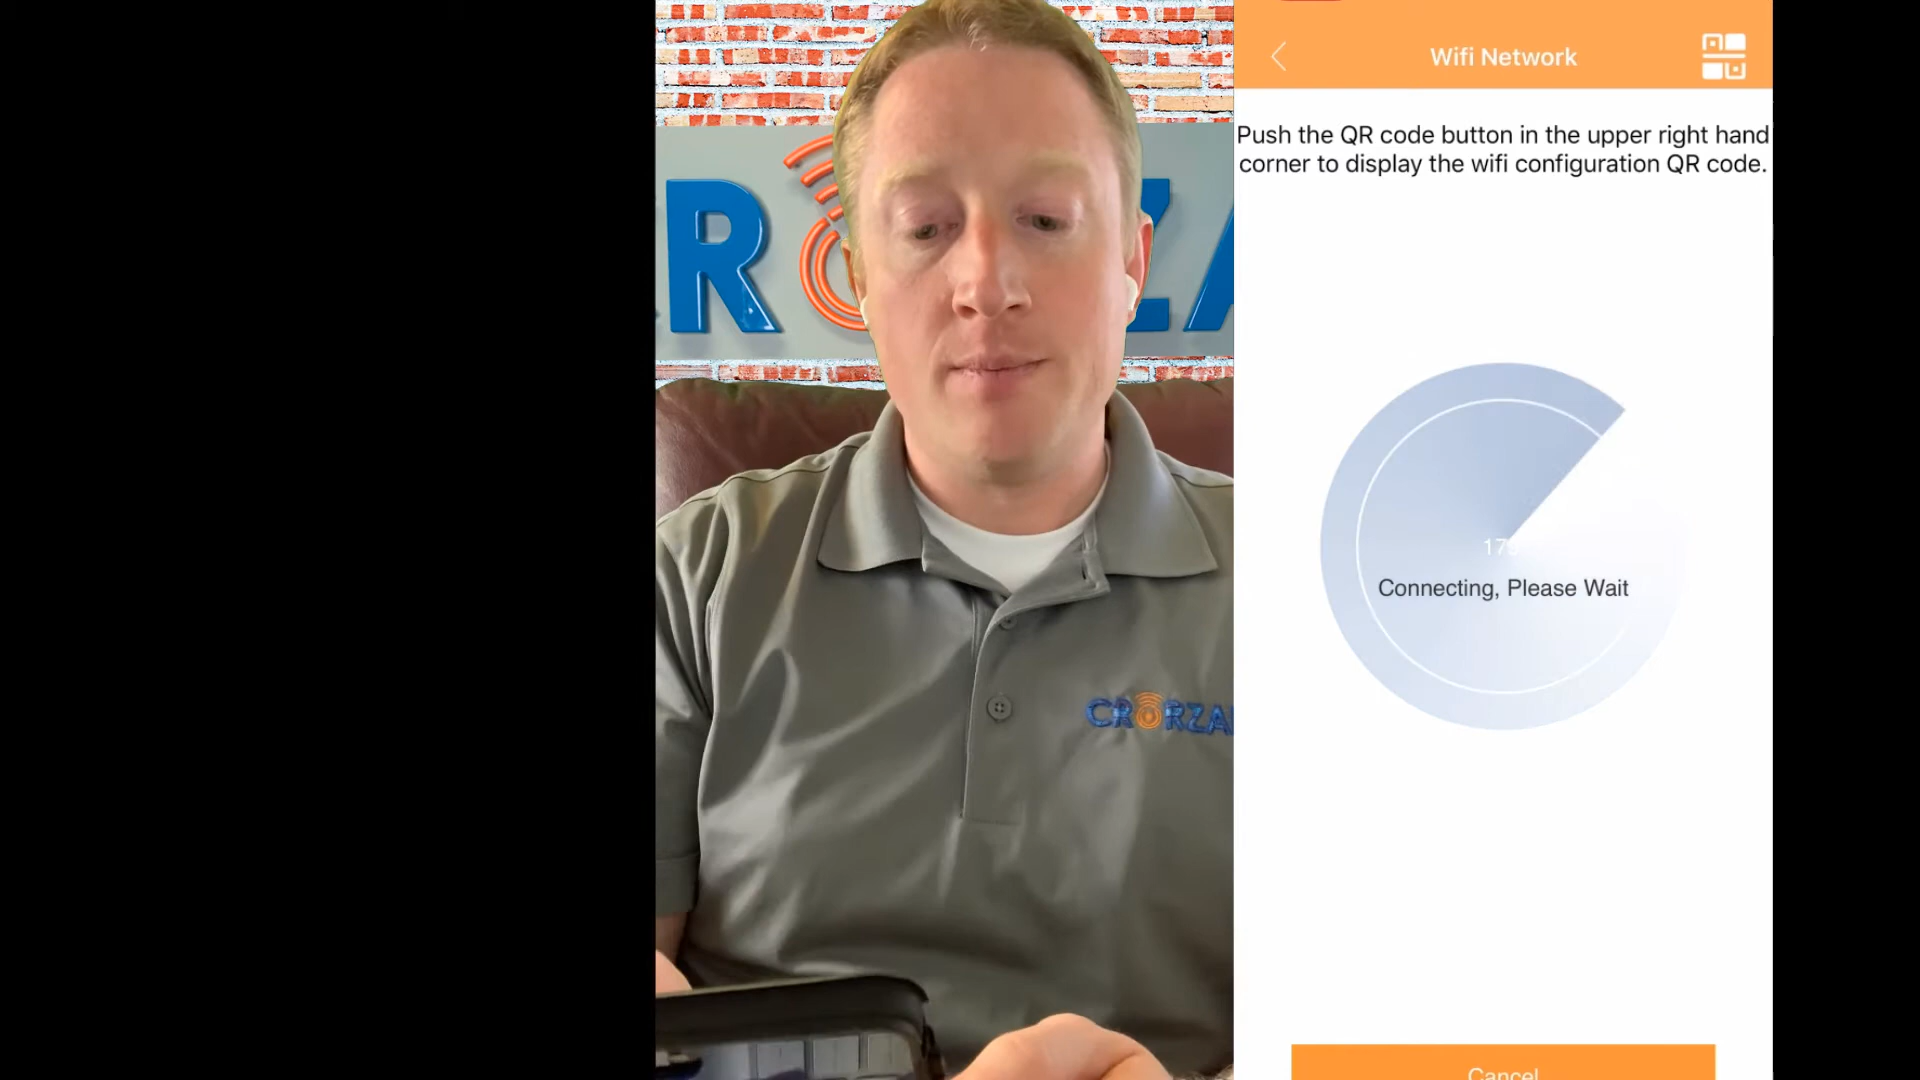 Wifi Network
Push the QR code button in the upper right hand
corner to display the wifi configuration QR code.
Connecting, Please Wait
CRORZA
Cancel